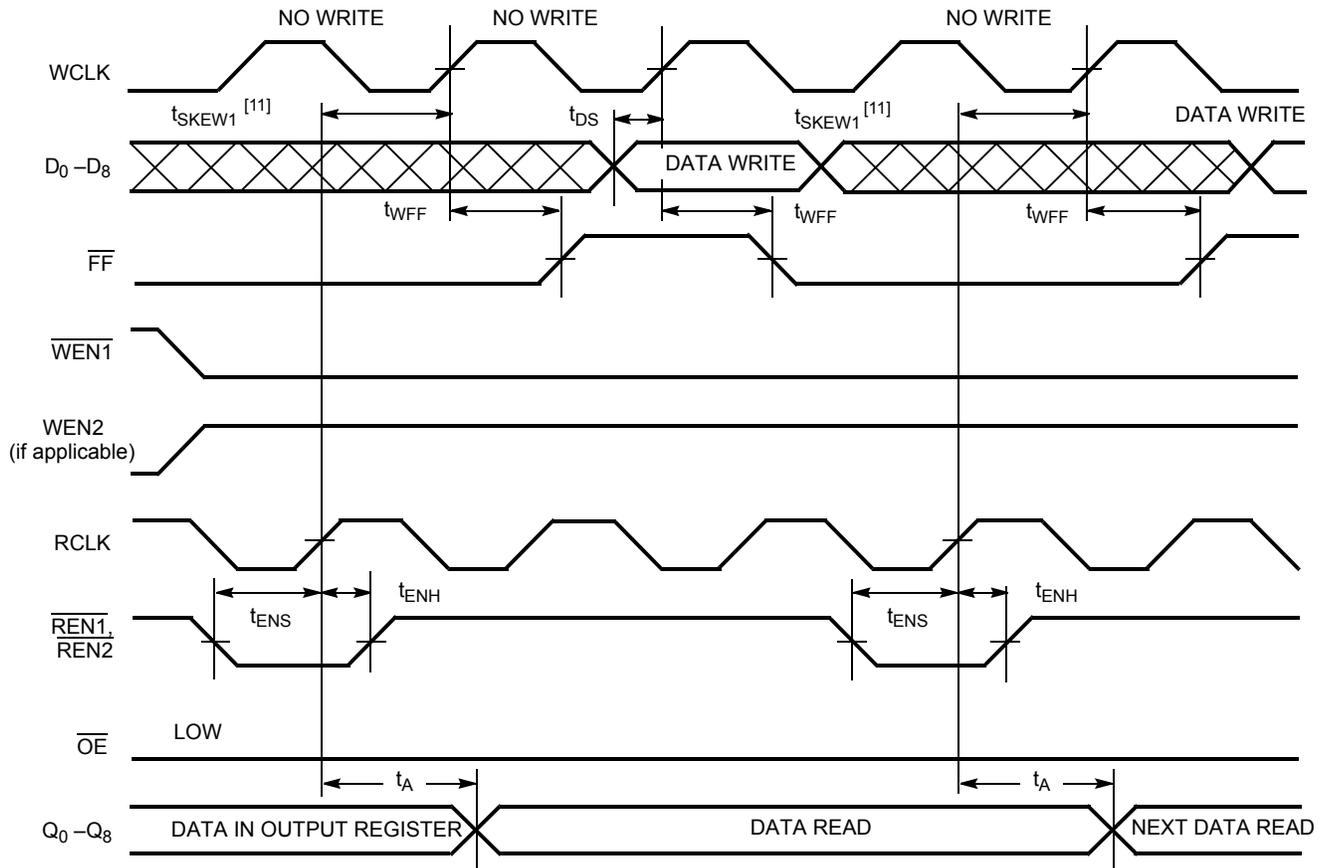 NO WRITE NO WRITE NO WRITE
WCLK
tSKEW1 [11] tDS tSKEW1 [11] DATA WRITE
D0 –D8 DATA WRITE
tWFF tWFF tWFF
FF
WEN1
WEN2
(if applicable)
RCLK
tENH tENH
tENS tENS
REN1,
REN2
LOW
OE
tA tA
Q0 –Q8 DATA IN OUTPUT REGISTER DATA READ NEXT DATA READ